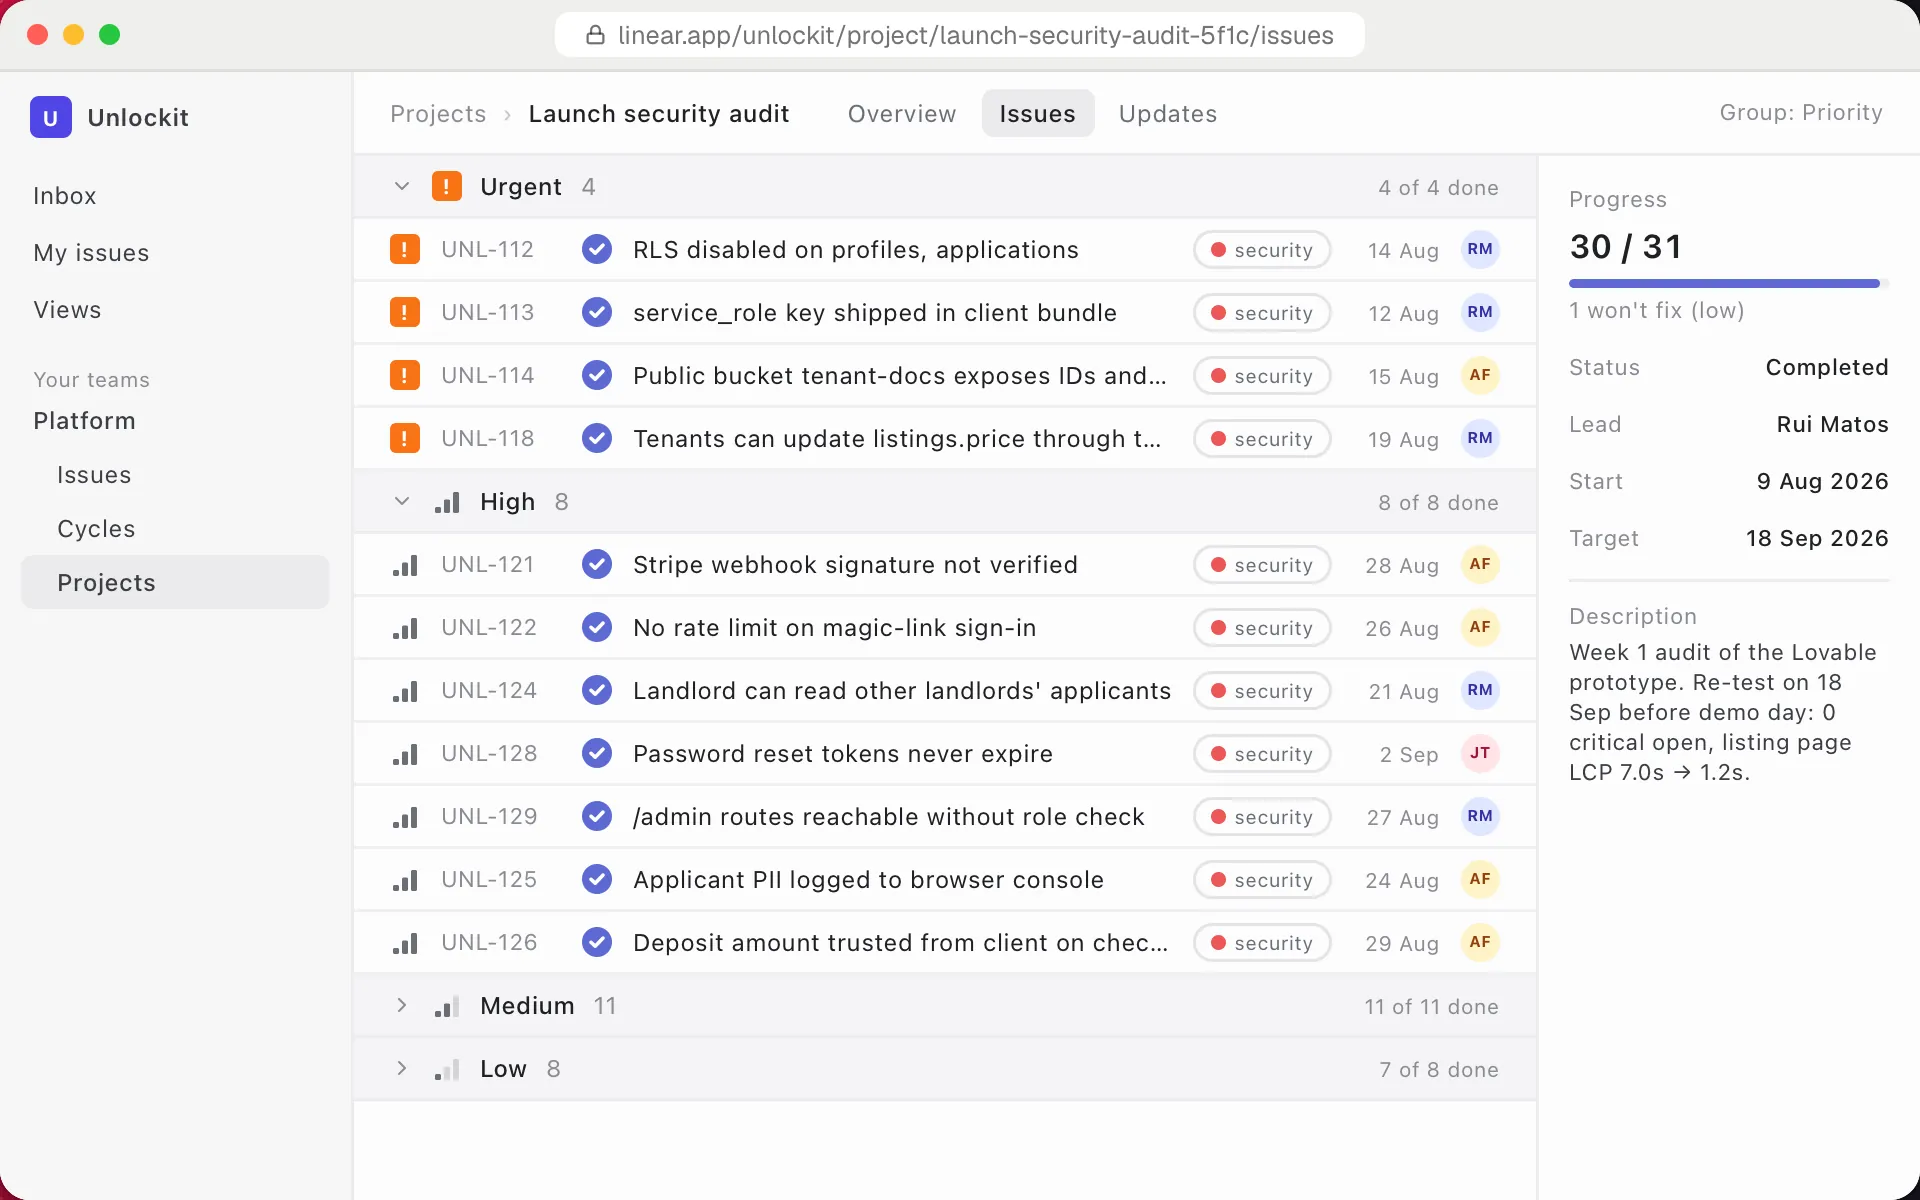 linear.app/unlockit/project/launch-security-audit-5f1c/issues
U Unlockit
Inbox
My issues
Views
Your teams
Platform
Issues
Cycles
Projects
Projects › Launch security audit Overview Issues Updates Group: Priority
! Urgent 4 4 of 4 done
! UNL-112 RLS disabled on profiles, applications security 14 Aug RM
! UNL-113 service_role key shipped in client bundle security 12 Aug RM
! UNL-114 Public bucket tenant-docs exposes IDs and... security 15 Aug AF
! UNL-118 Tenants can update listings.price through t... security 19 Aug RM
High 8 8 of 8 done
UNL-121 Stripe webhook signature not verified security 28 Aug AF
UNL-122 No rate limit on magic-link sign-in security 26 Aug AF
UNL-124 Landlord can read other landlords' applicants security 21 Aug RM
UNL-128 Password reset tokens never expire security 2 Sep JT
UNL-129 /admin routes reachable without role check security 27 Aug RM
UNL-125 Applicant PII logged to browser console security 24 Aug AF
UNL-126 Deposit amount trusted from client on chec... security 29 Aug AF
Medium 11 11 of 11 done
Low 8 7 of 8 done
Progress
30 / 31
1 won't fix (low)
Status Completed
Lead Rui Matos
Start 9 Aug 2026
Target 18 Sep 2026
Description
Week 1 audit of the Lovable
prototype. Re-test on 18
Sep before demo day: 0
critical open, listing page
LCP 7.0s → 1.2s.